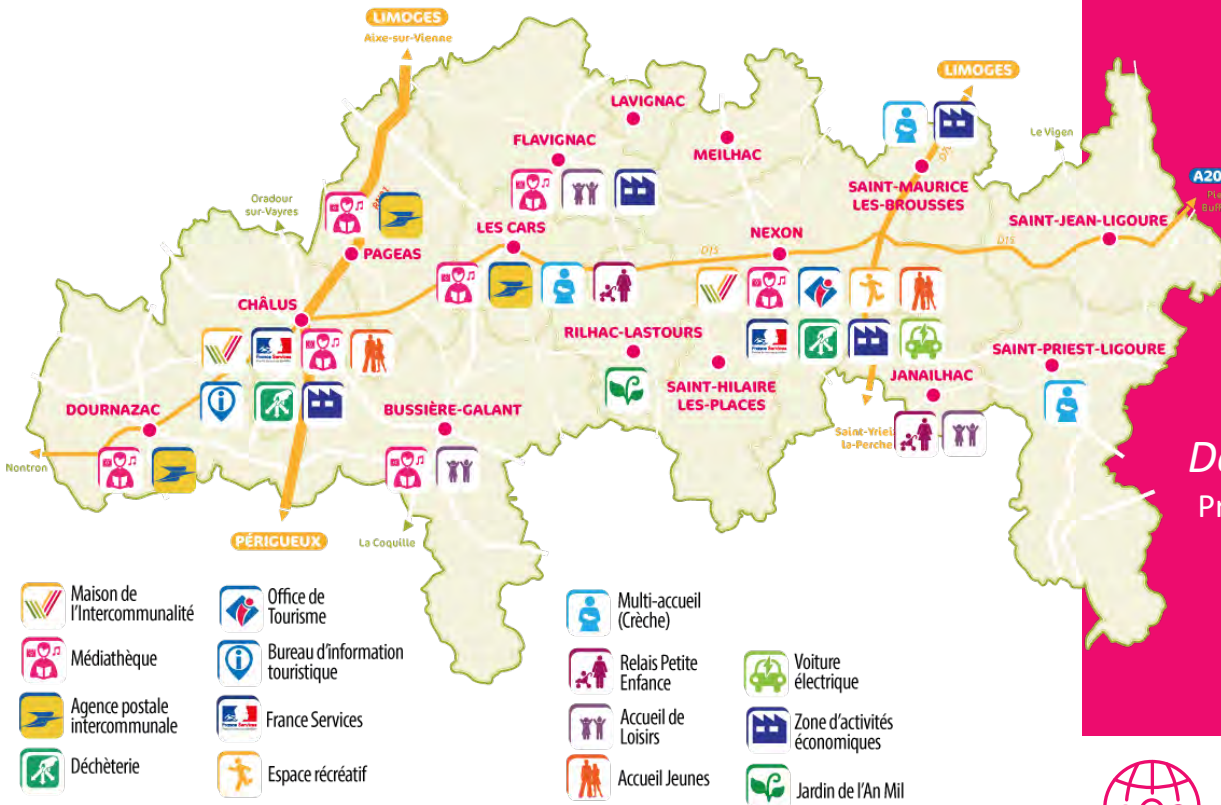 LIMOGES
Aixe-sur-Vienne
LIMOGES
LAVIGNAC
FLAVIGNAC
MEILHAC
Le Vigen
SAINT-MAURICE
LES-BROUSSES
A20
Oradour
sur-Vayres
LES CARS
NEXON
SAINT-JEAN-LIGOURE
D15
D15
PAGEAS
CHÂLUS
RILHAC-LASTOURS
SAINT-PRIEST-LIGOURE
SAINT-HILAIRE
LES-PLACES
JANAILHAC
DOURNAZAC
BUSSIÈRE-GALANT
Saint-Yriei
la-Perche
Nontron
PÉRIGUEUX
La Coquille
Maison de
l'Intercommunalité
Médiathèque
Agence postale
intercommunale
Déchèterie
Office de
Tourisme
Bureau d'information
touristique
France Services
Espace récréatif
Multi-accueil
(Crèche)
Relais Petite
Enfance
Accueil de
Loisirs
Accueil Jeunes
Voiture
électrique
Zone d'activités
économiques
Jardin de l'An Mil